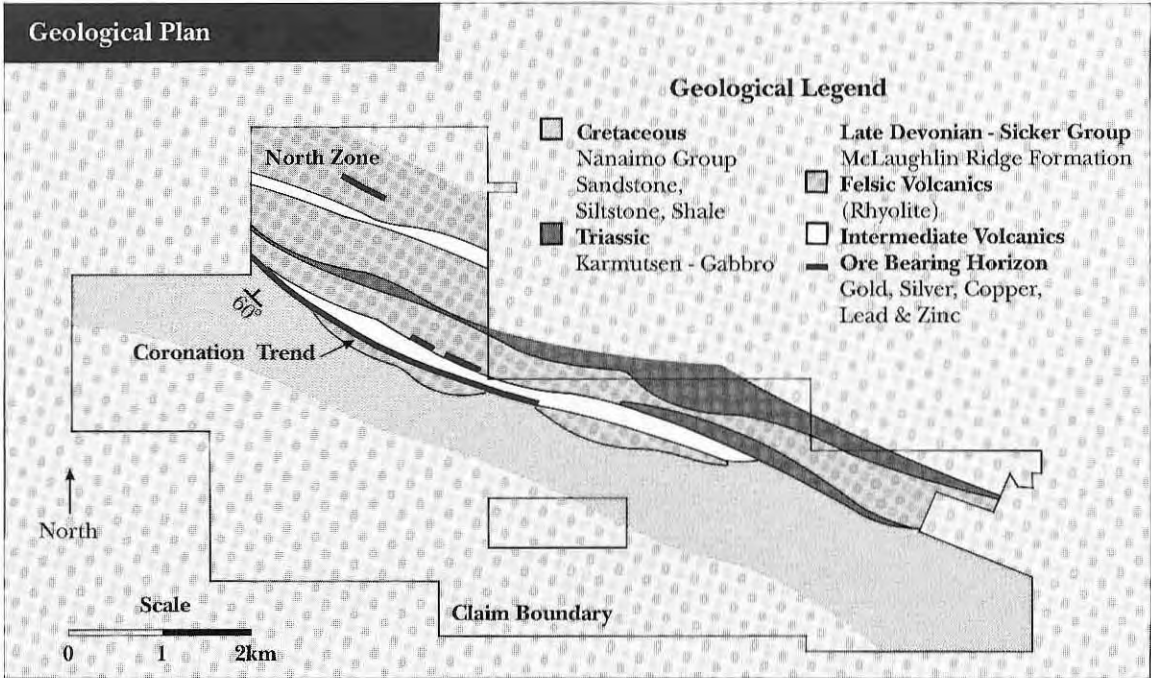 Geological Plan
Geological Legend
Cretaceous
Nanaimo Group
Sandstone,
Siltstone, Shale
Triassic
Karmutsen - Gabbro
Late Devonian - Sicker Group
McLaughlin Ridge Formation
Felsic Volcanics
(Rhyolite)
Intermediate Volcanics
Ore Bearing Horizon
Gold, Silver, Copper,
Lead & Zinc
North Zone
60°
Coronation Trend
North
Scale
0 1 2km
Claim Boundary